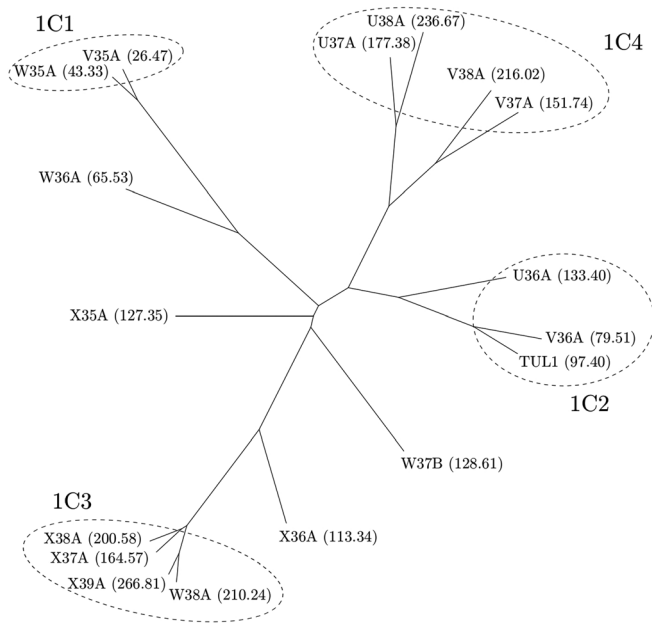 1C1
U38A (236.67)
U37A (177.38)
1C4
V35A (26.47)
W35A (43.33)
V38A (216.02)
V37A (151.74)
W36A (65.53)
U36A (133.40)
X35A (127.35)
V36A (79.51)
TUL1 (97.40)
1C2
W37B (128.61)
1C3
X36A (113.34)
X38A (200.58)
X37A (164.57)
X39A (266.81)
W38A (210.24)